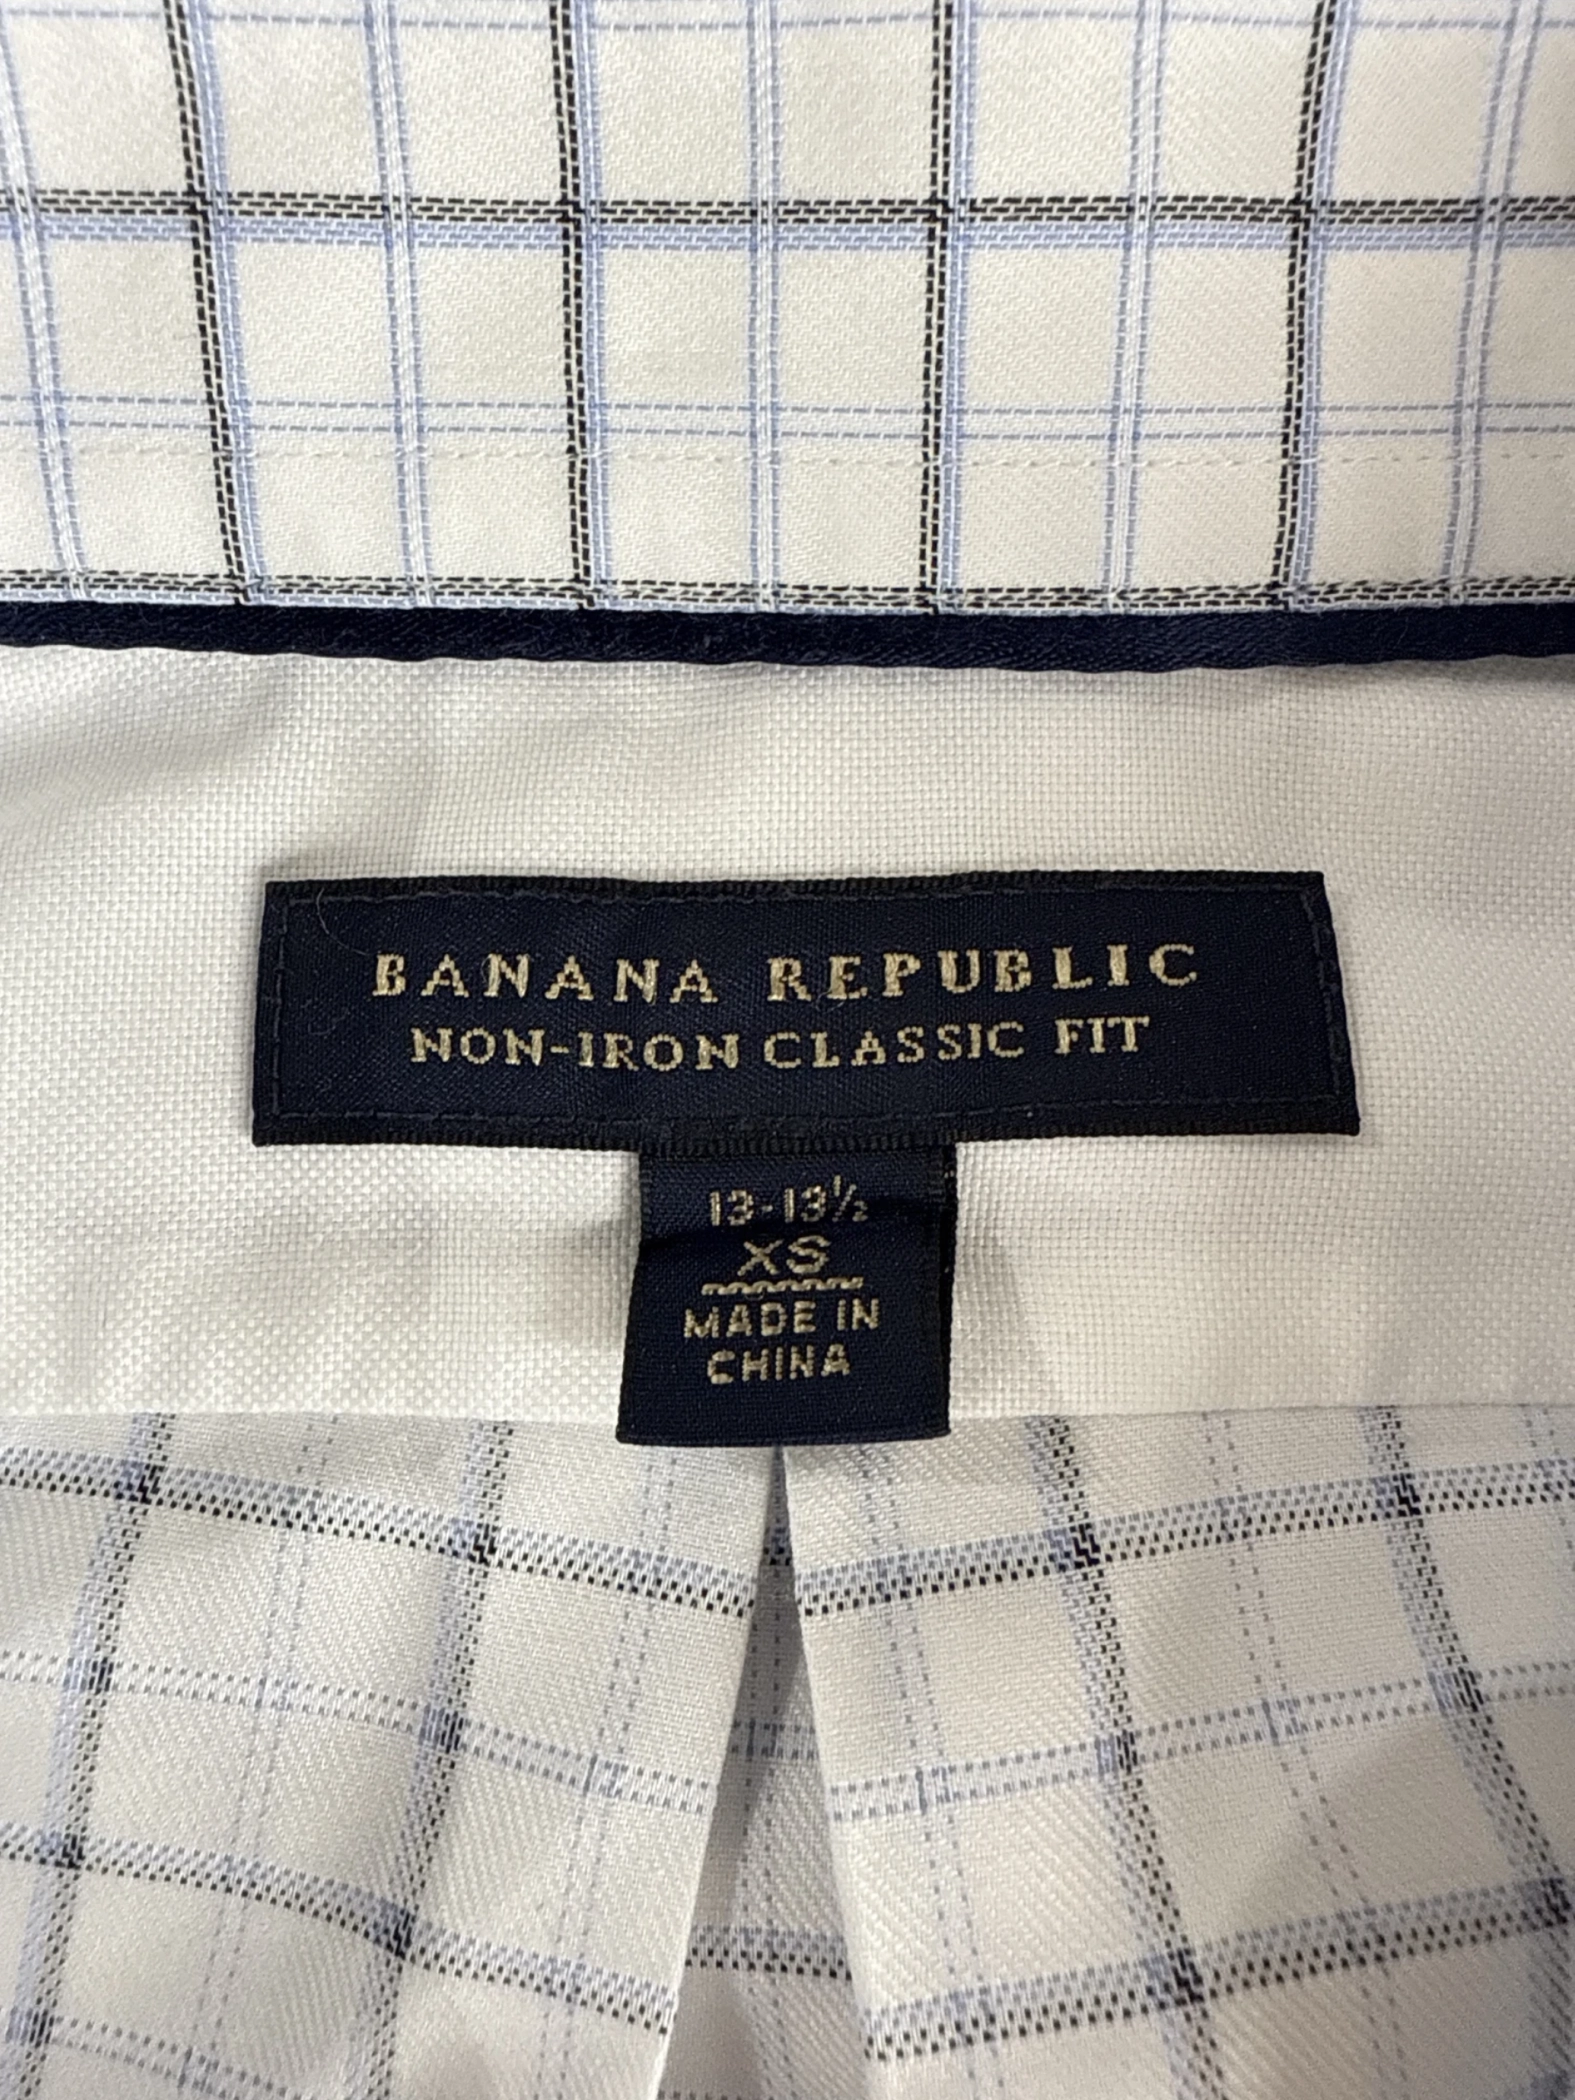 BANANA REPUBLIC
NON-IRON CLASSIC FIT
13-13½
XS
MADE IN
CHINA